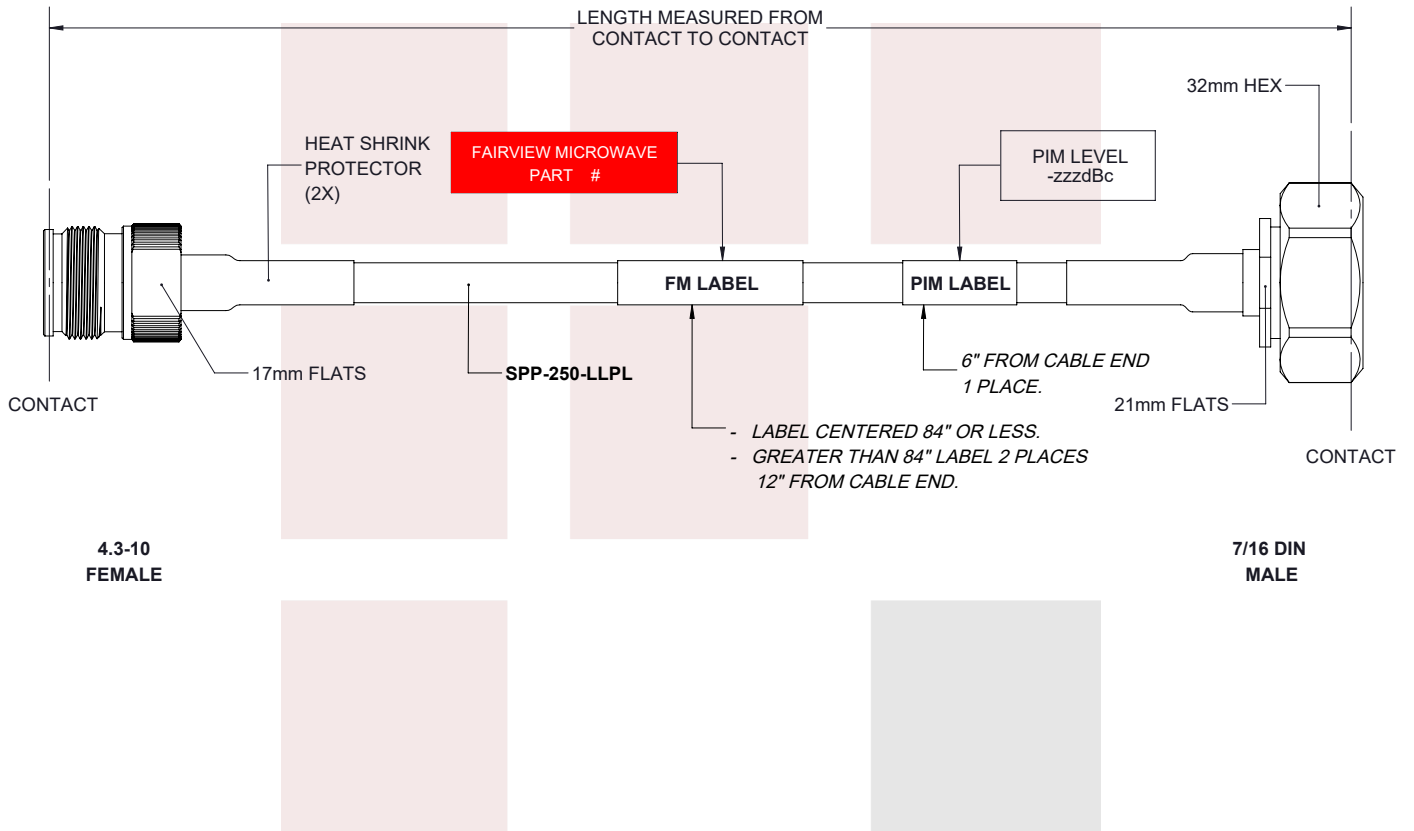 LENGTH MEASURED FROM
CONTACT TO CONTACT
32mm HEX
HEAT SHRINK
PROTECTOR
(2X)
FAIRVIEW MICROWAVE
PART #
PIM LEVEL
-zzzdBc
FM LABEL
PIM LABEL
17mm FLATS
SPP-250-LLPL
6" FROM CABLE END
1 PLACE.
21mm FLATS
CONTACT
- LABEL CENTERED 84" OR LESS.
- GREATER THAN 84" LABEL 2 PLACES
12" FROM CABLE END.
CONTACT
4.3-10
FEMALE
7/16 DIN
MALE